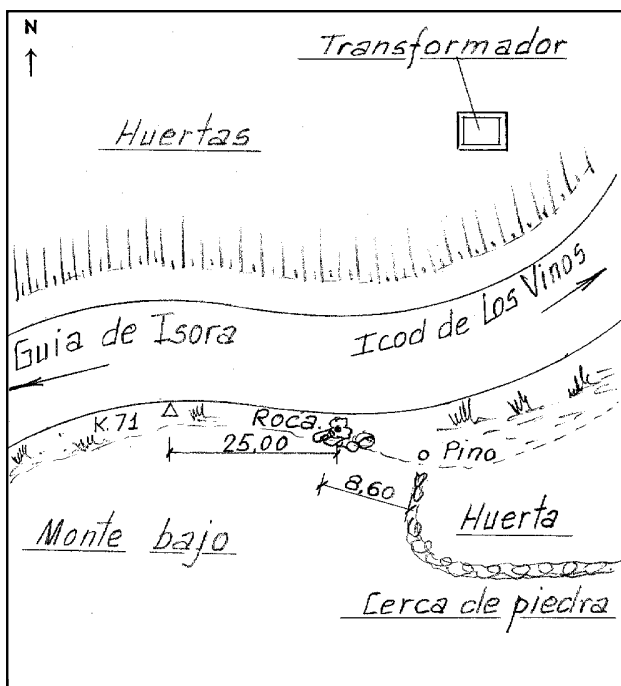 N
Transformador
Huertas
Guia de Isora
Icod de Los Vinos
K.71
Roca.
25,00
Pino
8,60
Huerta
Monte bajo
Cerca de piedra